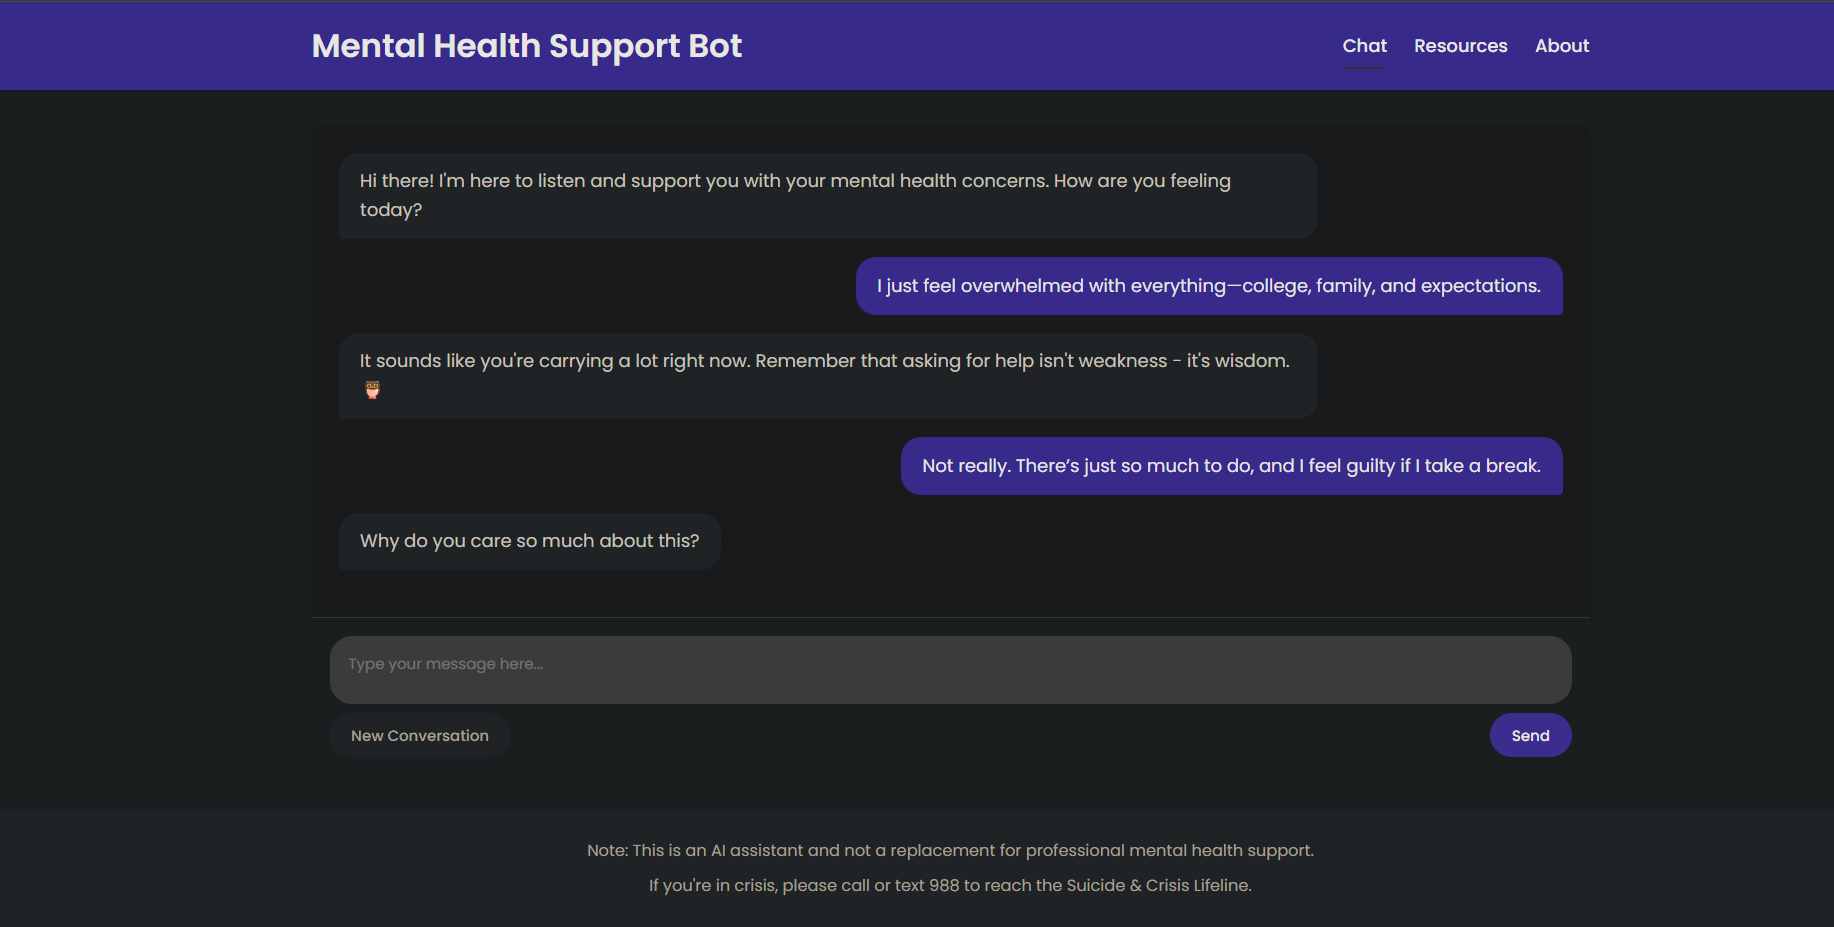 Mental Health Support Bot
Chat
Resources
About
Hi there! I'm here to listen and support you with your mental health concerns. How are you feeling
today?
I just feel overwhelmed with everything—college, family, and expectations.
It sounds like you're carrying a lot right now. Remember that asking for help isn't weakness - it's wisdom.
🦉
Not really. There’s just so much to do, and I feel guilty if I take a break.
Why do you care so much about this?
Type your message here...
New Conversation
Send
Note: This is an AI assistant and not a replacement for professional mental health support.
If you're in crisis, please call or text 988 to reach the Suicide & Crisis Lifeline.